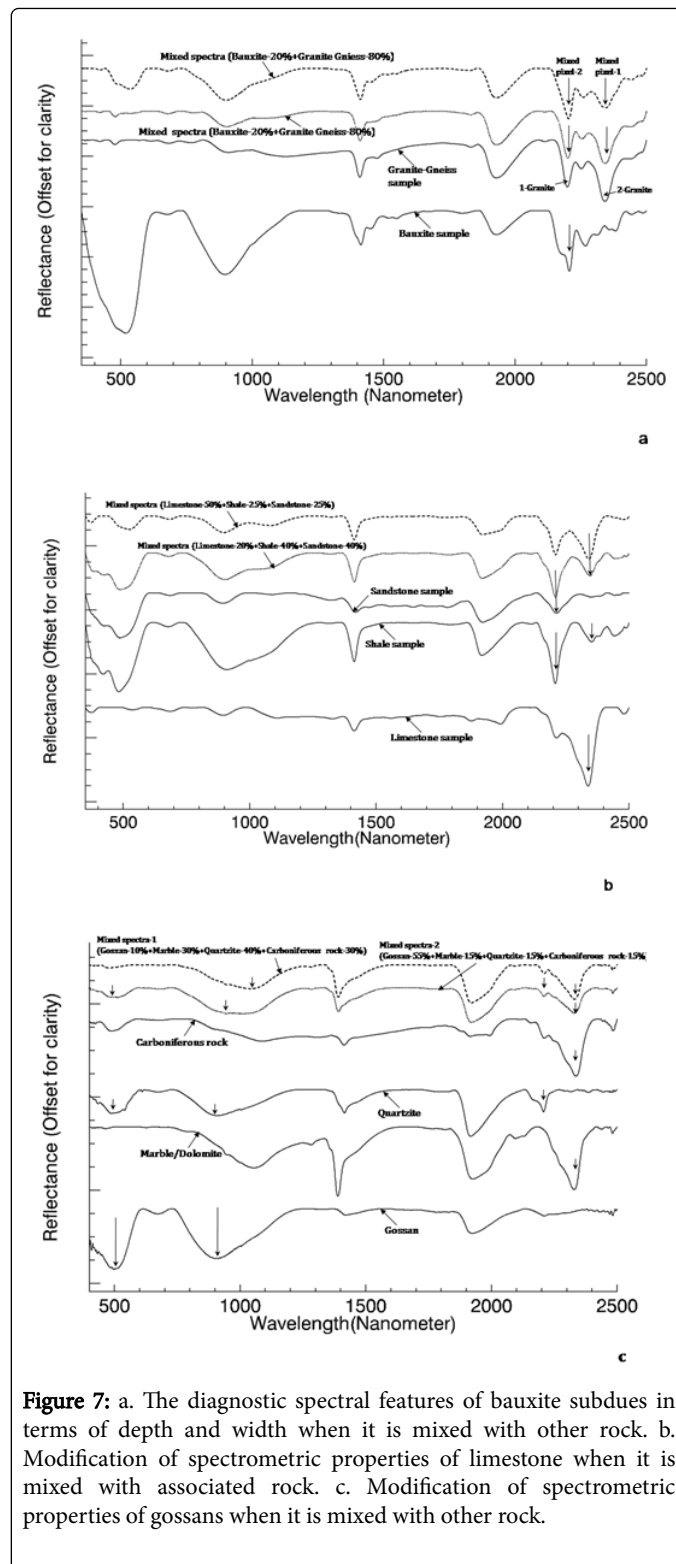 Mixed spectra (Bauxite-20%+Granite Gniess-80%)
Mixed pixel-2
Mixed pixel-1
Mixed spectra (Bauxite-20%+Granite Gneiss-80%)
Granite-Gneiss sample
1-Granite
2-Granite
Bauxite sample
Reflectance (Offset for clarity)
500
1000
1500
2000
2500
Wavelength (Nanometer)
a
Mixed spectra (Limestone-50%+Shale-25%+Sandstone-25%)
Mixed spectra (Limestone-20%+Shale-40%+Sandstone-40%)
Sandstone sample
Shale sample
Limestone sample
Reflectance (Offset for clarity)
500
1000
1500
2000
2500
Wavelength(Nanometer)
b
Mixed spectra-1
(Gossan-10%+Marble-30%+Quartzite-40%+Carboniferous rock-30%)
Mixed spectra-2
(Gossan-55%+Marble-15%+Quartzite-15%+Carboniferous rock-15%)
Carboniferous rock
Quartzite
Marble/Dolomite
Gossan
Reflectance (Offset for clarity)
500
1000
1500
2000
2500
Wavelength(Nanometer)
c
Figure 7: a. The diagnostic spectral features of bauxite subdues in
terms of depth and width when it is mixed with other rock. b.
Modification of spectrometric properties of limestone when it is
mixed with associated rock. c. Modification of spectrometric
properties of gossans when it is mixed with other rock.